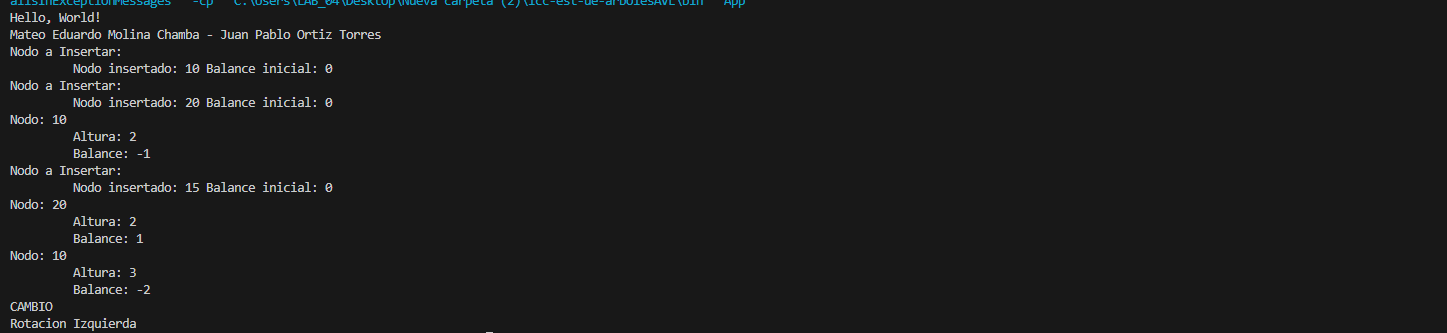 ailsInExceptionMessages' '-cp' 'C:\Users\LAB_04\Desktop\Nueva carpeta (2)\icc-est-u2-arbolesAVL\bin' 'App'
Hello, World!
Mateo Eduardo Molina Chamba - Juan Pablo Ortiz Torres
Nodo a Insertar:
Nodo insertado: 10 Balance inicial: 0
Nodo a Insertar:
Nodo insertado: 20 Balance inicial: 0
Nodo: 10
Altura: 2
Balance: -1
Nodo a Insertar:
Nodo insertado: 15 Balance inicial: 0
Nodo: 20
Altura: 2
Balance: 1
Nodo: 10
Altura: 3
Balance: -2
CAMBIO
Rotacion Izquierda